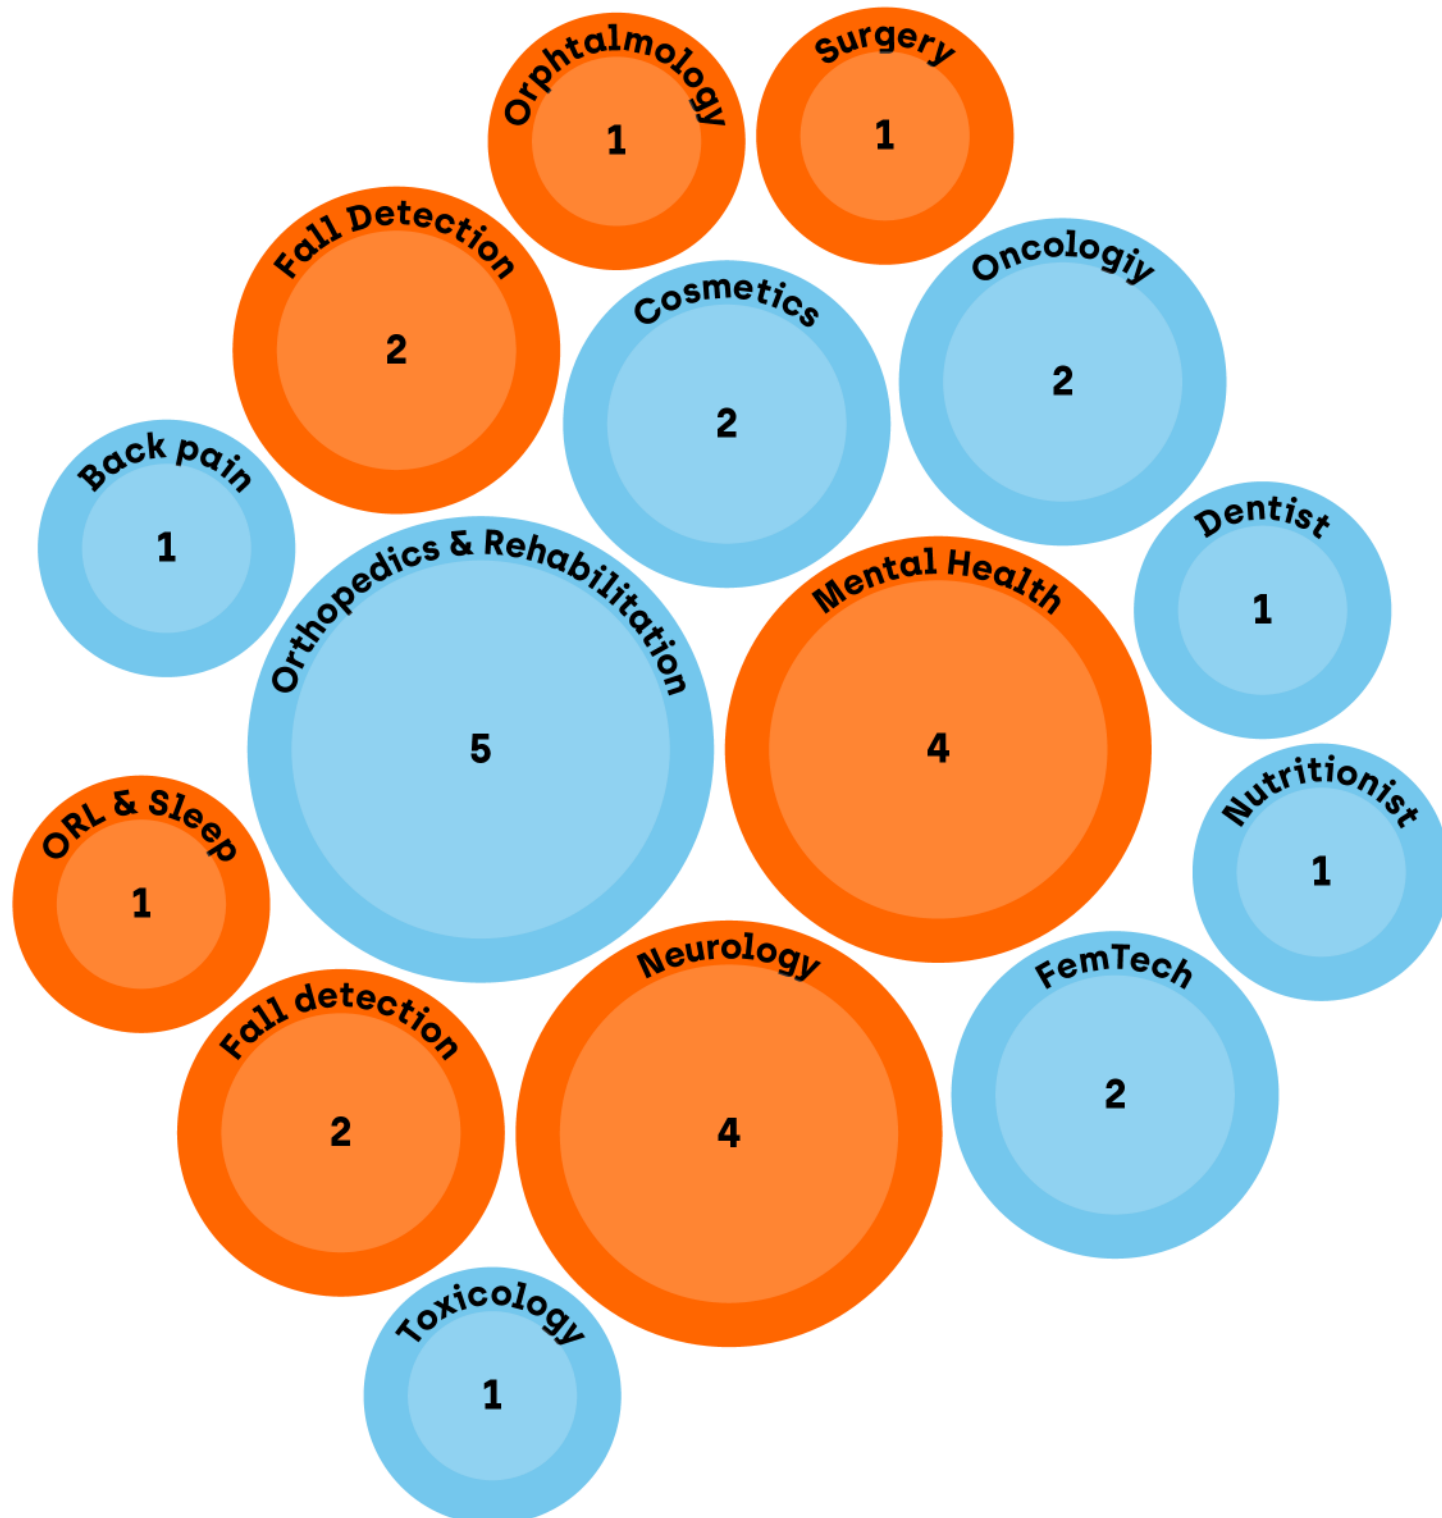 Orphtalmology
1
Surgery
1
Fall Detection
2
Cosmetics
2
Oncologiy
2
Back pain
1
Dentist
1
Orthopedics & Rehabilitation
5
Mental Health
4
Nutritionist
1
ORL & Sleep
1
Neurology
4
FemTech
2
Fall detection
2
Toxicology
1